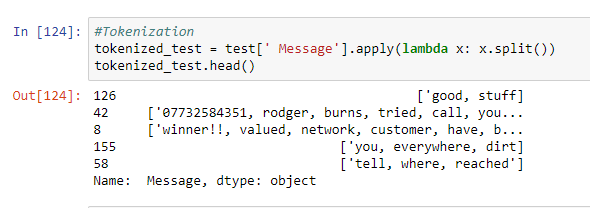 In [124]: #Tokenization
tokenized_test = test[' Message'].apply(lambda x: x.split())
tokenized_test.head()
Out[124]: 126 ['good, stuff]
42 ['07732584351, rodger, burns, tried, call, you...
8 ['winner!!, valued, network, customer, have, b...
155 ['you, everywhere, dirt]
58 ['tell, where, reached']
Name:  Message, dtype: object